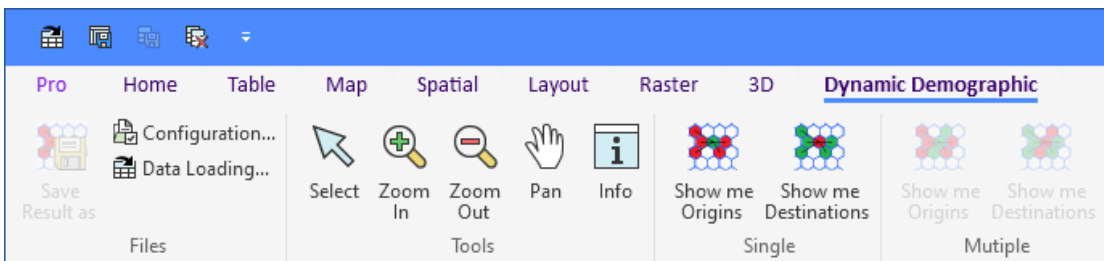 Pro Home Table Map Spatial Layout Raster 3D Dynamic Demographic
Save Result as
Configuration...
Data Loading...
Select
Zoom In
Zoom Out
Pan
Info
Show me Origins
Show me Destinations
Show me Origins
Show me Destinations
Files Tools Single Mutiple